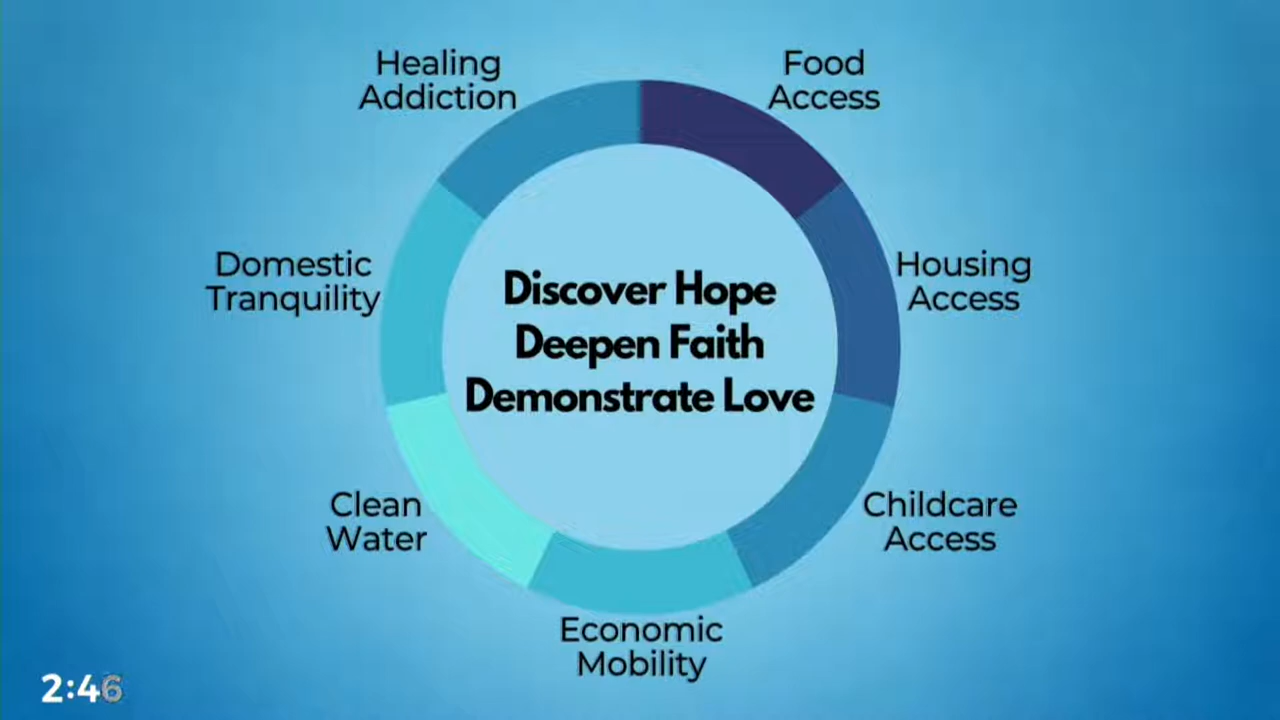 Healing
Addiction
Food
Access
Domestic
Tranquility
Housing
Access
Discover Hope
Deepen Faith
Demonstrate Love
Clean
Water
Childcare
Access
Economic
Mobility
2:46